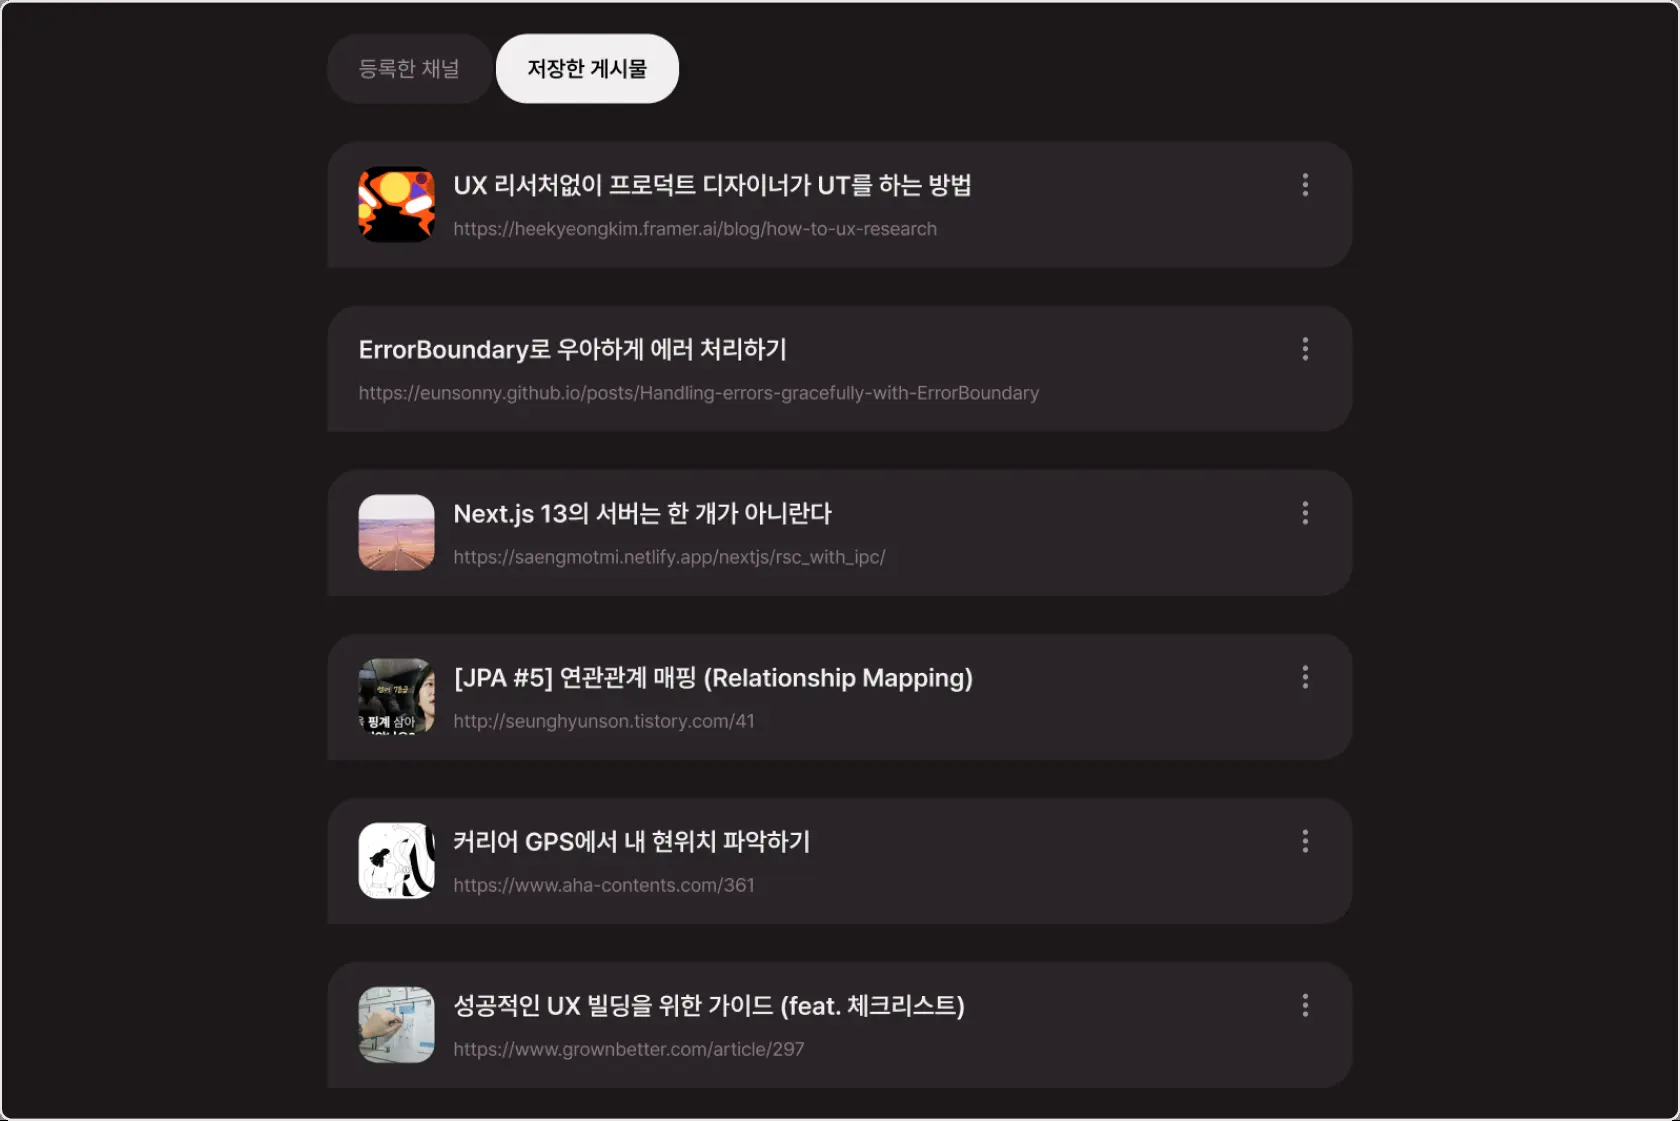 등록한 채널
저장한 게시물
UX 리서처없이 프로덕트 디자이너가 UT를 하는 방법
https://heekyeongkim.framer.ai/blog/how-to-ux-research
ErrorBoundary로 우아하게 에러 처리하기
https://eunsonny.github.io/posts/Handling-errors-gracefully-with-ErrorBoundary
Next.js 13의 서버는 한 개가 아니란다
https://saengmotmi.netlify.app/nextjs/rsc_with_ipc/
[JPA #5] 연관관계 매핑 (Relationship Mapping)
http://seunghyunson.tistory.com/41
핑계 삼아
커리어 GPS에서 내 현위치 파악하기
https://www.aha-contents.com/361
성공적인 UX 빌딩을 위한 가이드 (feat. 체크리스트)
https://www.grownbetter.com/article/297